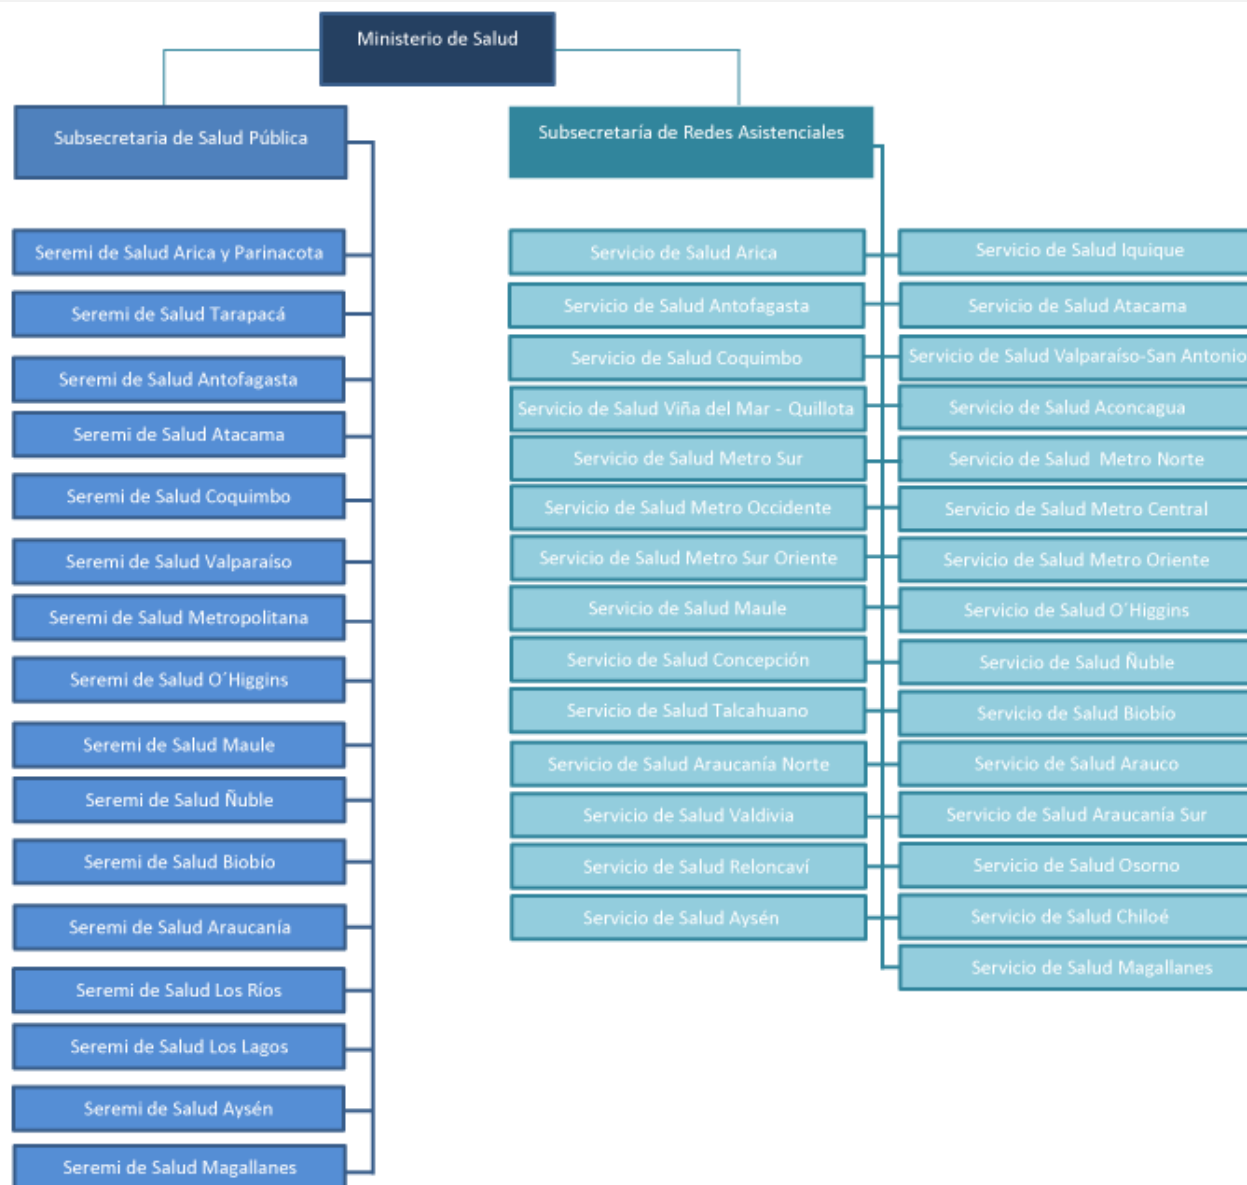 Ministerio de Salud
Subsecretaria de Salud Pública
Subsecretaría de Redes Asistenciales
Seremi de Salud Arica y Parinacota
Seremi de Salud Tarapacá
Seremi de Salud Antofagasta
Seremi de Salud Atacama
Seremi de Salud Coquimbo
Seremi de Salud Valparaíso
Seremi de Salud Metropolitana
Seremi de Salud O´Higgins
Seremi de Salud Maule
Seremi de Salud Ñuble
Seremi de Salud Biobío
Seremi de Salud Araucanía
Seremi de Salud Los Ríos
Seremi de Salud Los Lagos
Seremi de Salud Aysén
Seremi de Salud Magallanes
Servicio de Salud Arica
Servicio de Salud Iquique
Servicio de Salud Antofagasta
Servicio de Salud Atacama
Servicio de Salud Coquimbo
Servicio de Salud Valparaíso-San Antonio
Servicio de Salud Viña del Mar - Quillota
Servicio de Salud Aconcagua
Servicio de Salud Metro Sur
Servicio de Salud  Metro Norte
Servicio de Salud Metro Occidente
Servicio de Salud Metro Central
Servicio de Salud Metro Sur Oriente
Servicio de Salud Metro Oriente
Servicio de Salud Maule
Servicio de Salud O´Higgins
Servicio de Salud Concepción
Servicio de Salud Ñuble
Servicio de Salud Talcahuano
Servicio de Salud Biobío
Servicio de Salud Araucanía Norte
Servicio de Salud Arauco
Servicio de Salud Valdivia
Servicio de Salud Araucanía Sur
Servicio de Salud Reloncaví
Servicio de Salud Osorno
Servicio de Salud Aysén
Servicio de Salud Chiloé
Servicio de Salud Magallanes